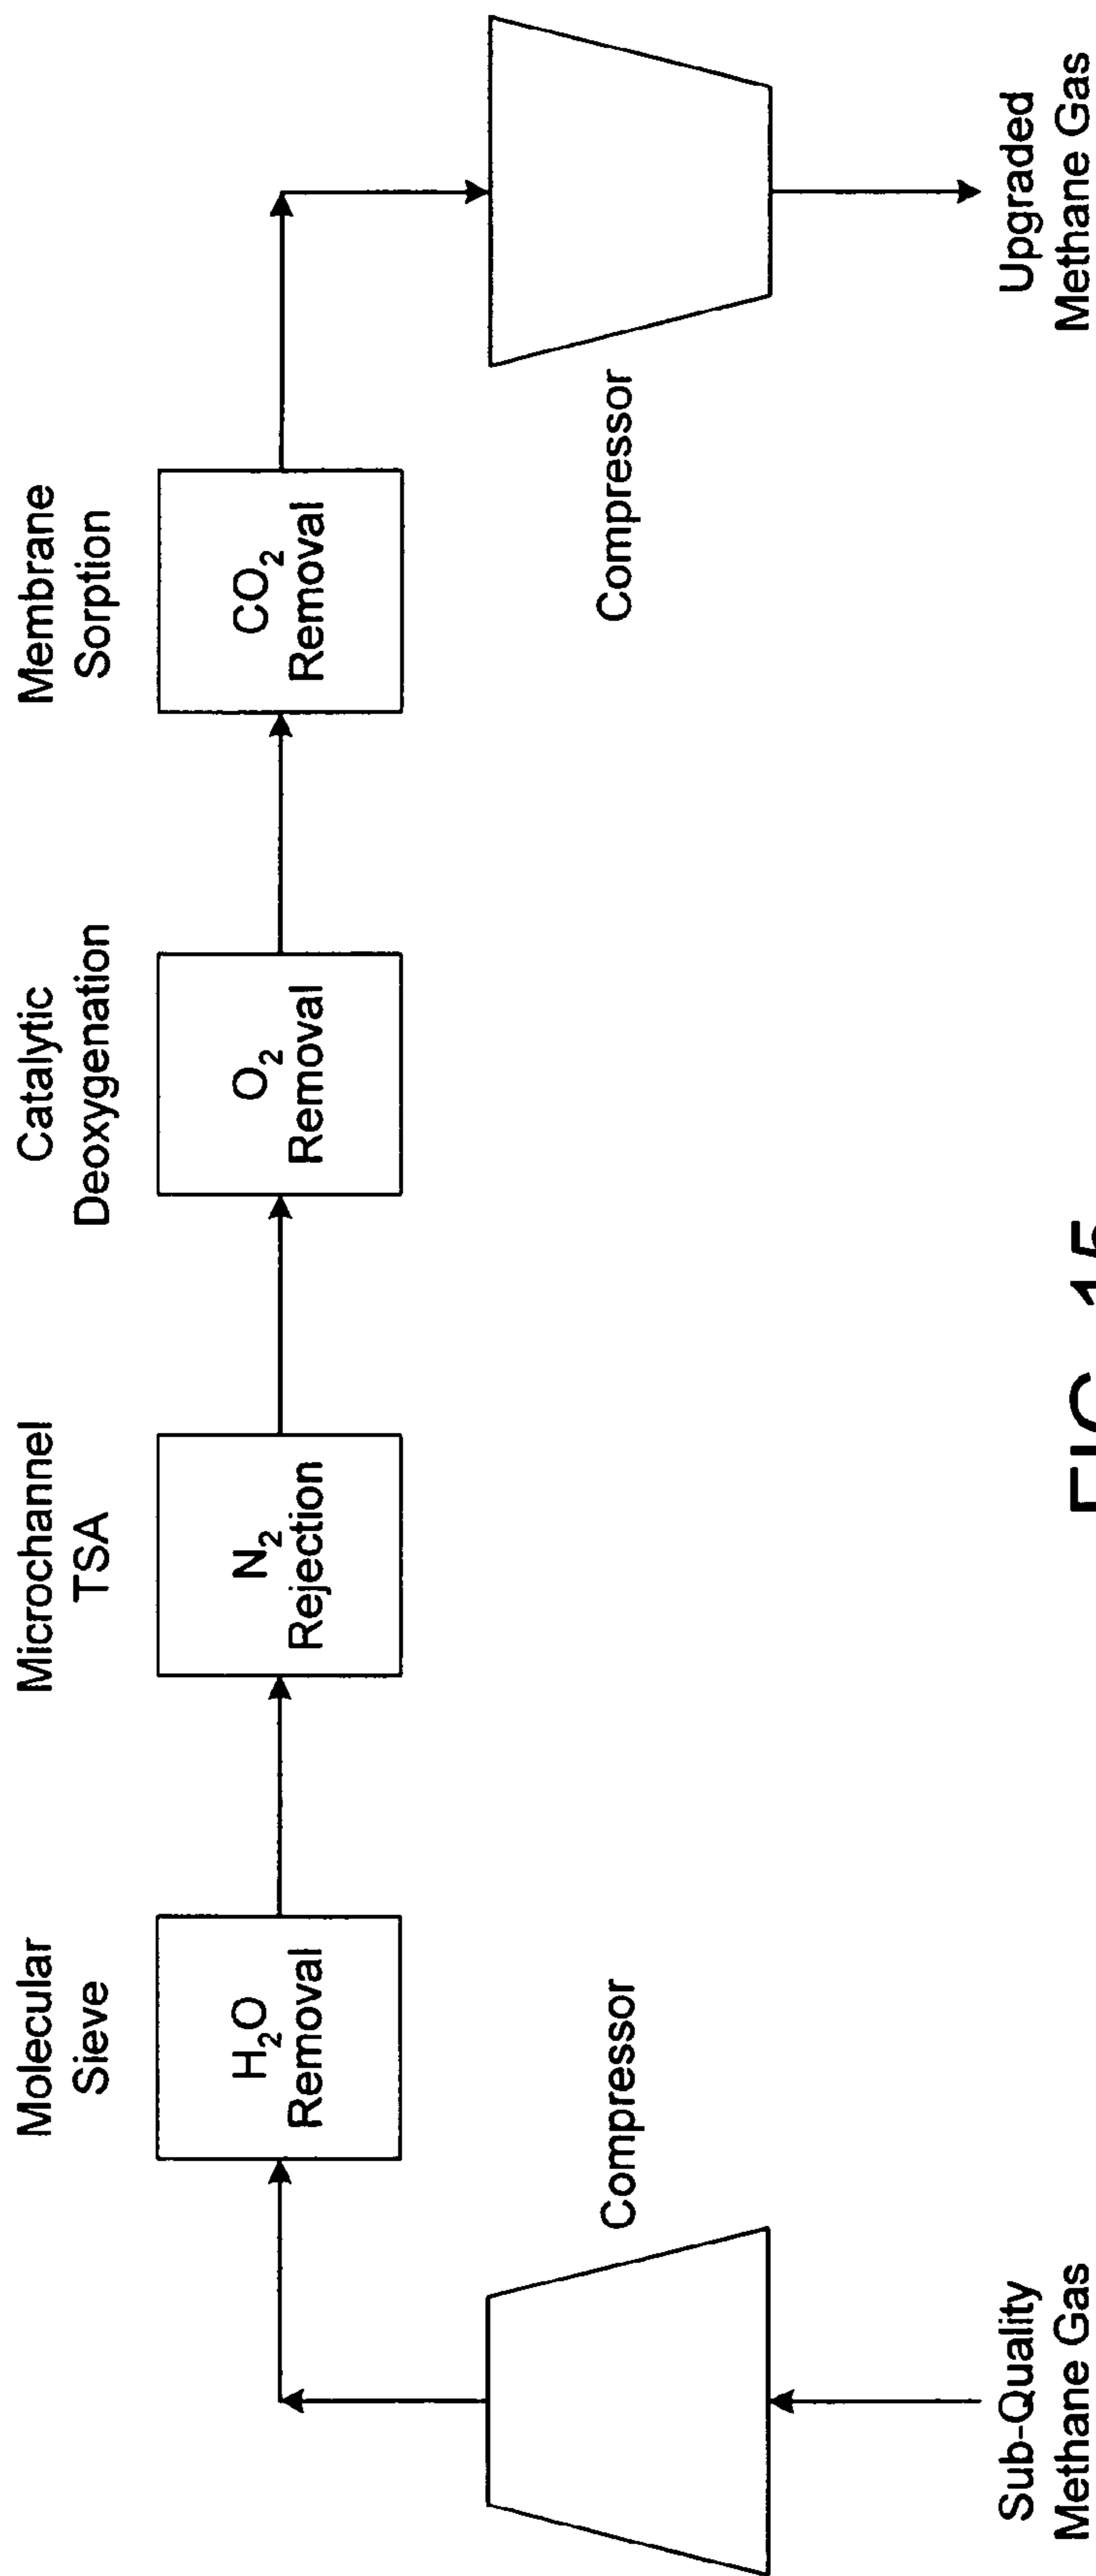 Molecular
Sieve
Microchannel
TSA
Catalytic
Deoxygenation
Membrane
Sorption
H₂O
Removal
N₂
Rejection
O₂
Removal
CO₂
Removal
Compressor
Compressor
Sub-Quality
Methane Gas
Upgraded
Methane Gas
FIG. 15